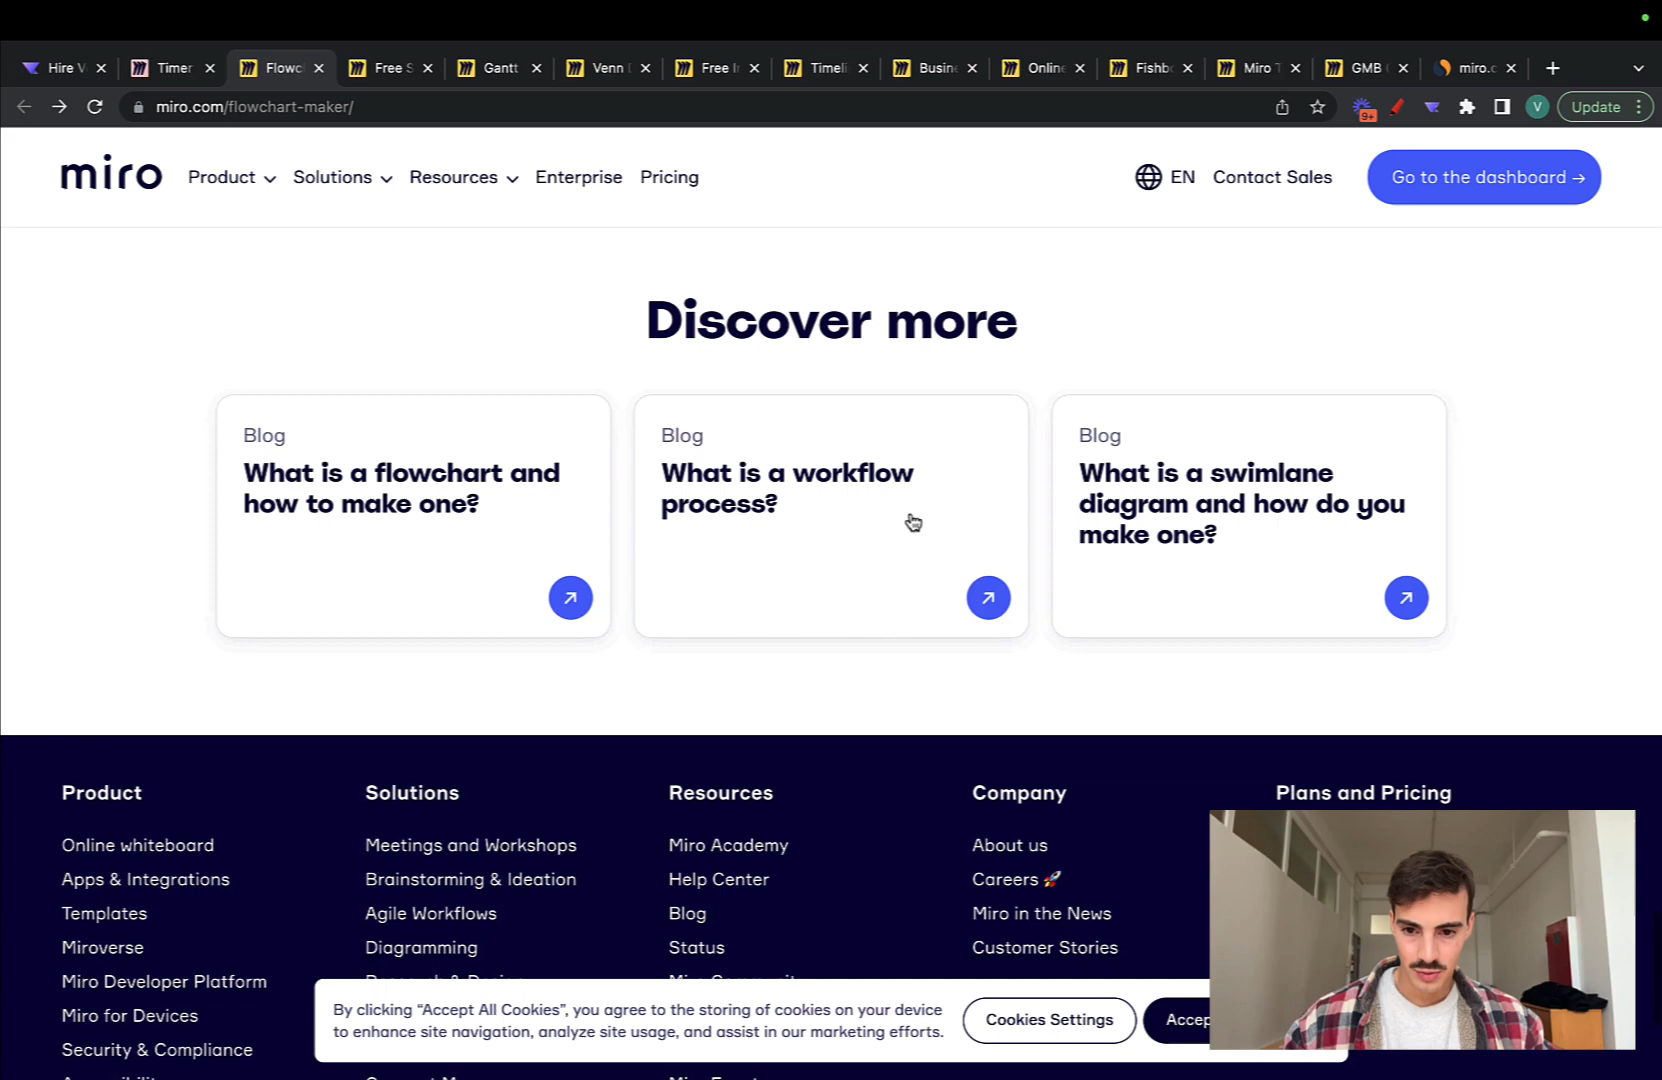 Hire V
Timer
Flowc
Free S
Gantt
Venn
Free I
Timeli
Busin
Online
Fishb
Miro T
GMB
miro.c
miro.com/flowchart-maker/
9+
V
Update
miro
Product
Solutions
Resources
Enterprise
Pricing
EN
Contact Sales
Go to the dashboard →
Discover more
Blog
What is a flowchart and
how to make one?
Blog
What is a workflow
process?
Blog
What is a swimlane
diagram and how do you
make one?
Product
Online whiteboard
Apps & Integrations
Templates
Miroverse
Miro Developer Platform
Miro for Devices
Security & Compliance
Solutions
Meetings and Workshops
Brainstorming & Ideation
Agile Workflows
Diagramming
Resources
Miro Academy
Help Center
Blog
Status
Company
About us
Careers 🚀
Miro in the News
Customer Stories
Plans and Pricing
By clicking “Accept All Cookies”, you agree to the storing of cookies on your device
to enhance site navigation, analyze site usage, and assist in our marketing efforts.
Cookies Settings
Accep